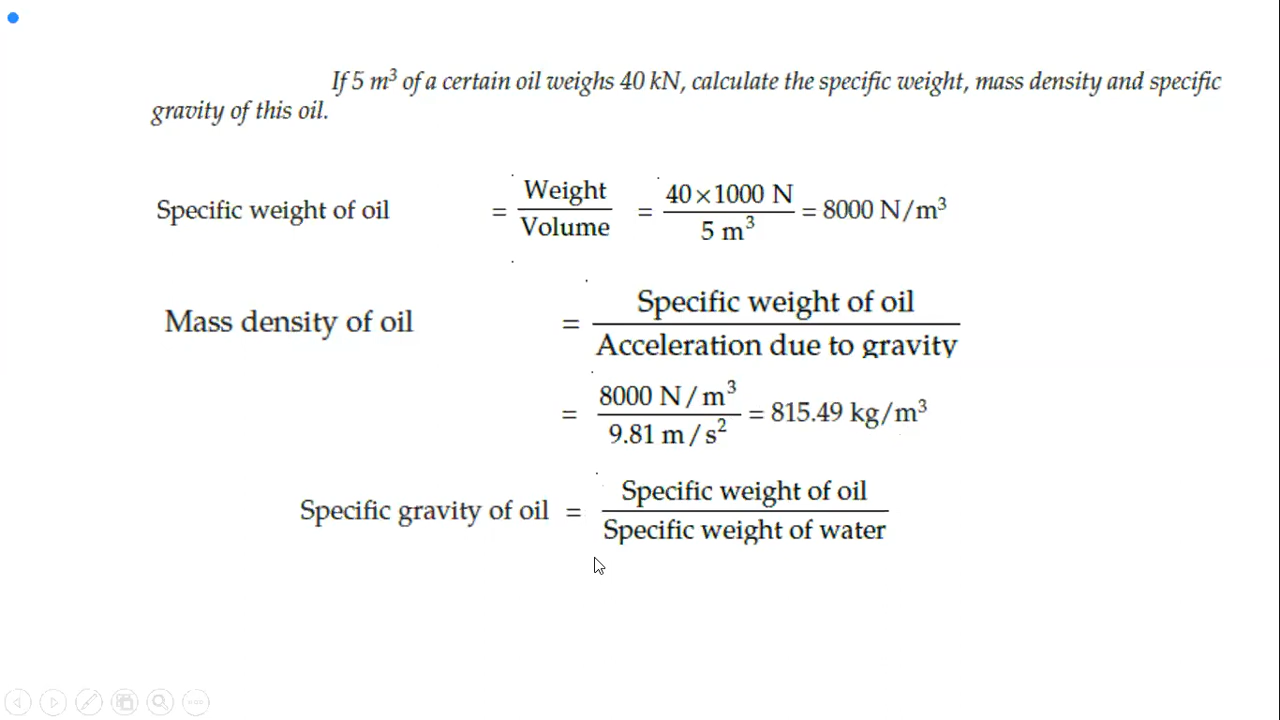 If 5 m³ of a certain oil weighs 40 kN, calculate the specific weight, mass density and specific
gravity of this oil.
Specific weight of oil = Weight / Volume = 40×1000 N / 5 m³ = 8000 N/m³
Mass density of oil = Specific weight of oil / Acceleration due to gravity
= 8000 N/m³ / 9.81 m/s² = 815.49 kg/m³
Specific gravity of oil = Specific weight of oil / Specific weight of water